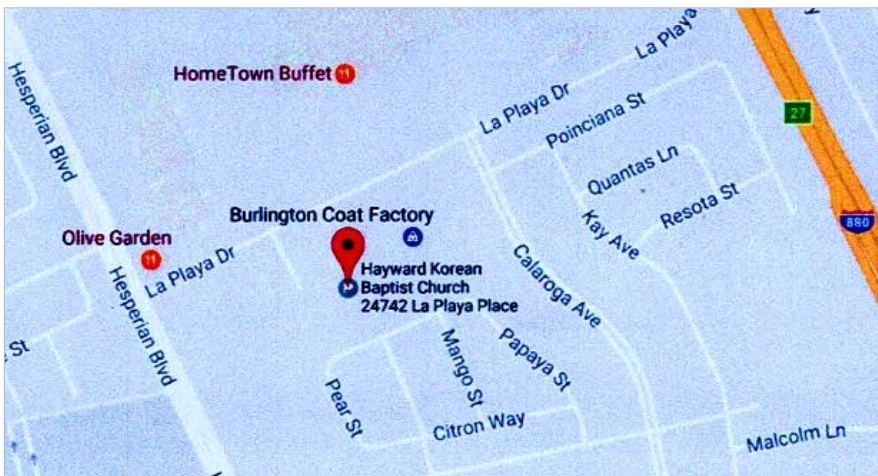 La Playa
HomeTown Buffet
La Playa Dr
Poinciana St
27
Hesperian Blvd
Quantas Ln
Resota St
Burlington Coat Factory
Kay Ave
880
Olive Garden
La Playa Dr
Hayward Korean
Baptist Church
24742 La Playa Place
Calaroga Ave
Hesperian Blvd
Mango St
Papaya St
Pear St
Citron Way
Malcolm Ln
St